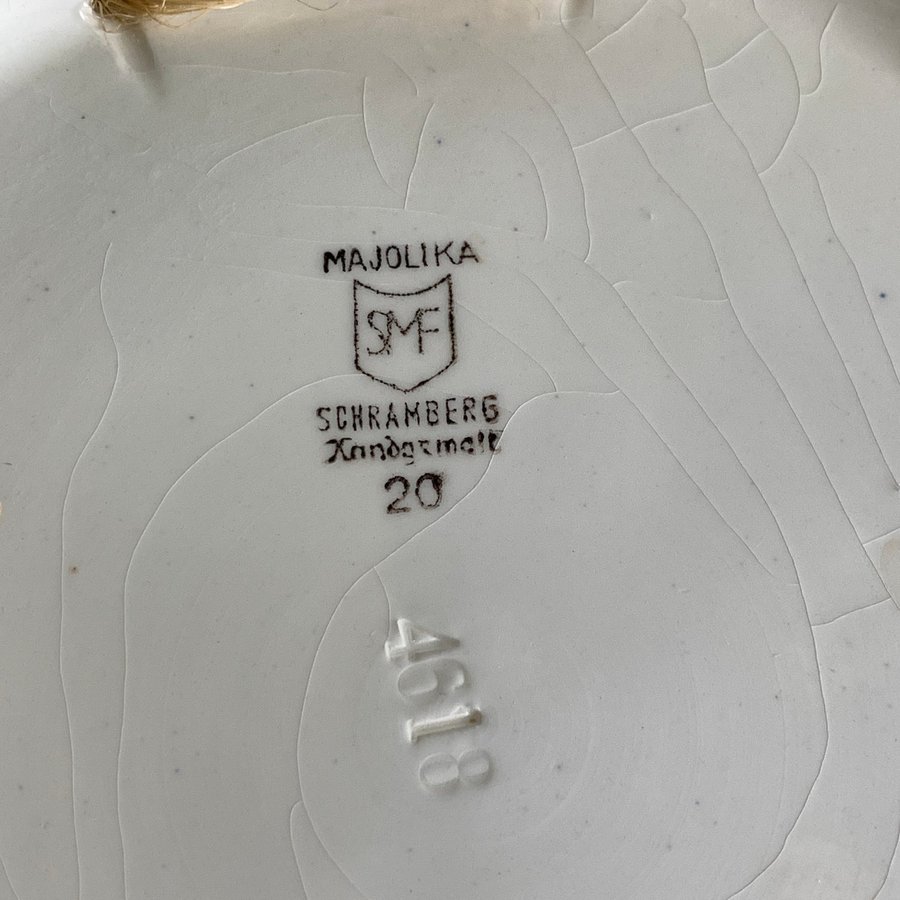 MAJOLIKA
SMF
SCHRAMBERG
Handgemalt
20
4618